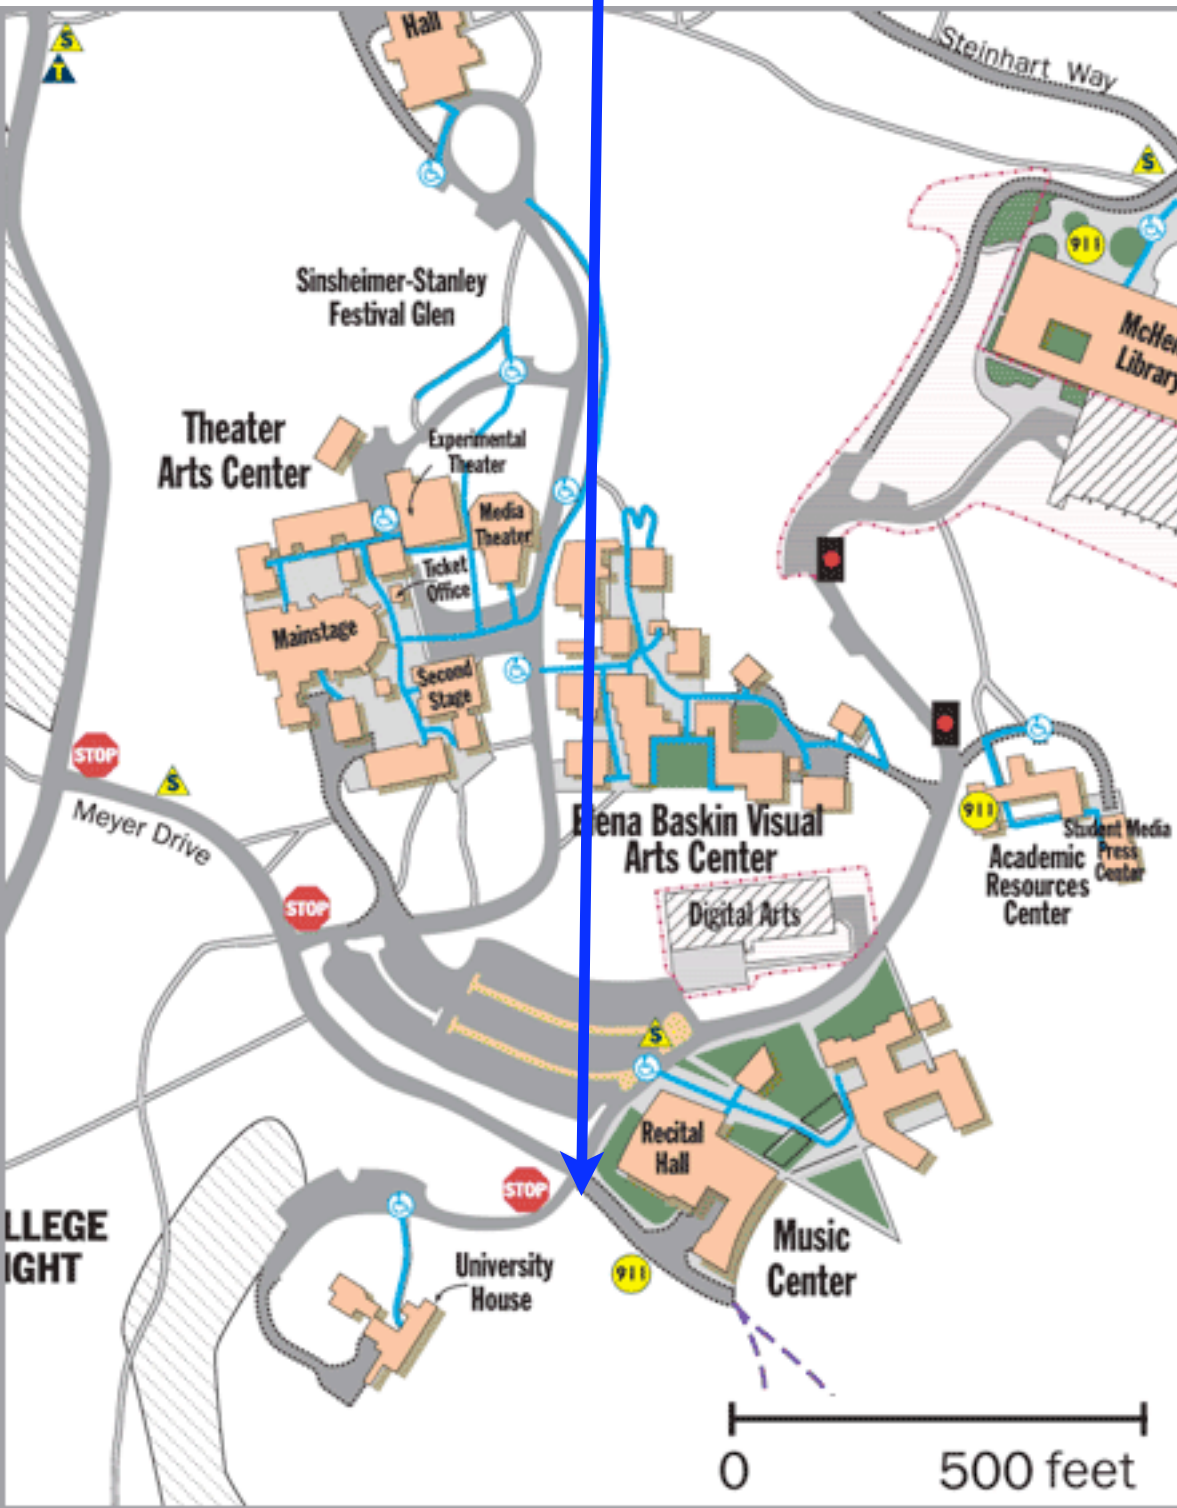 Hall
S
T
Steinhart Way
S
911
McHe
Library
Sinsheimer-Stanley
Festival Glen
Theater
Arts Center
Experimental
Theater
Media
Theater
Ticket
Office
Mainstage
Second
Stage
STOP
S
Meyer Drive
STOP
Elena Baskin Visual
Arts Center
911
Student Media
Press
Center
Academic
Resources
Center
Digital Arts
S
Recital
Hall
STOP
LLEGE
IGHT
University
House
911
Music
Center
0 500 feet